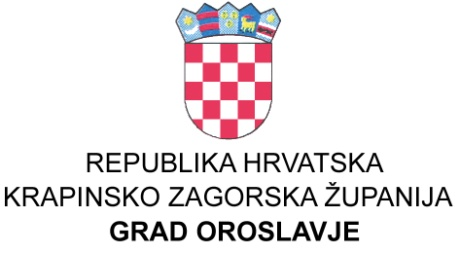 REPUBLIKA HRVATSKA
KRAPINSKO ZAGORSKA ŽUPANIJA
GRAD OROSLAVJE